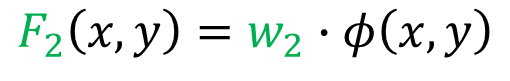 F₂(x, y) = w₂ · ϕ(x, y)